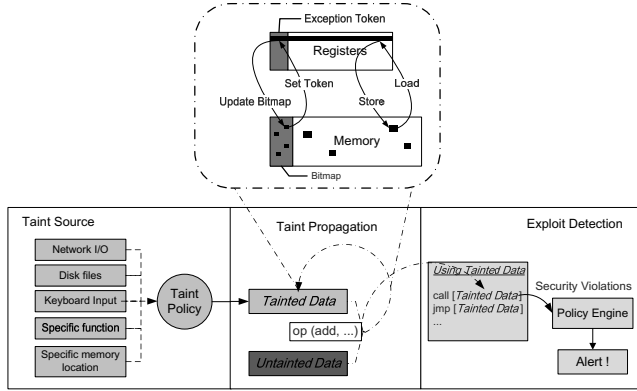 Exception Token
Registers
Set Token
Load
Update Bitmap
Store
Memory
Bitmap
Taint Source
Taint Propagation
Exploit Detection
Network I/O
Disk files
Keyboard Input
Specific function
Specific memory
location
Taint
Policy
Tainted Data
op (add, ...)
Untainted Data
Using Tainted Data
call [Tainted Data]
jmp [Tainted Data]
...
Security Violations
Policy Engine
Alert !